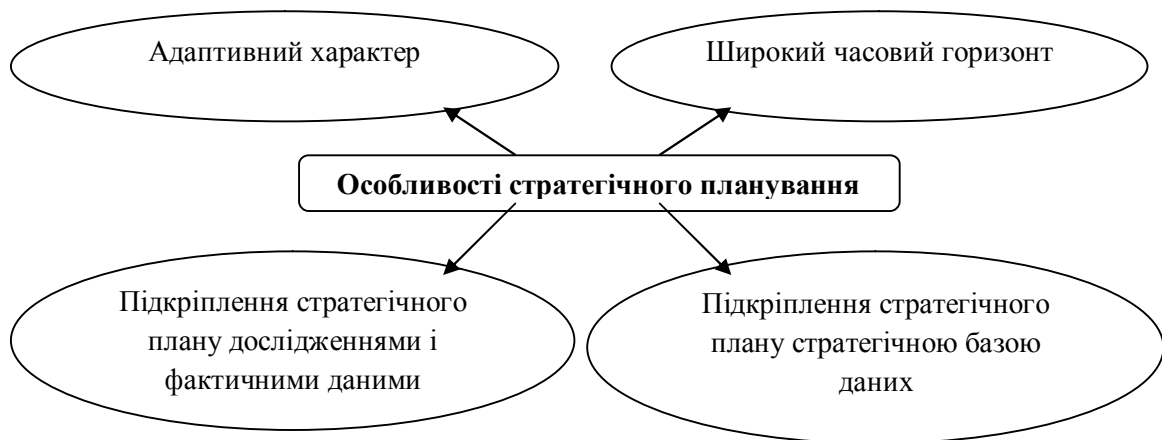 Адаптивний характер
Широкий часовий горизонт
Особливості стратегічного планування
Підкріплення стратегічного
плану дослідженнями і
фактичними даними
Підкріплення стратегічного
плану стратегічною базою
даних